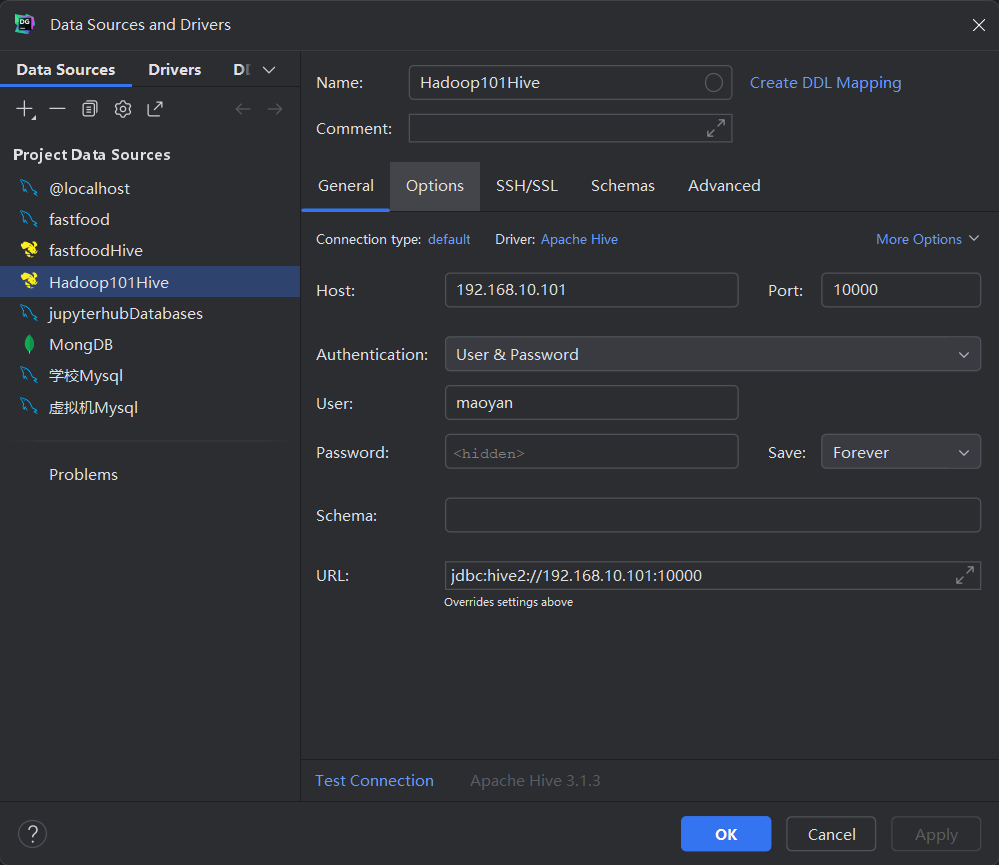 DG Data Sources and Drivers
Data Sources Drivers
Project Data Sources
@localhost
fastfood
fastfoodHive
Hadoop101Hive
jupyterhubDatabases
MongDB
学校Mysql
虚拟机Mysql
Problems
Name: Hadoop101Hive Create DDL Mapping
Comment:
General Options SSH/SSL Schemas Advanced
Connection type: default Driver: Apache Hive More Options
Host: 192.168.10.101 Port: 10000
Authentication: User & Password
User: maoyan
Password: <hidden> Save: Forever
Schema:
URL: jdbc:hive2://192.168.10.101:10000
Overrides settings above
Test Connection Apache Hive 3.1.3
? OK Cancel Apply